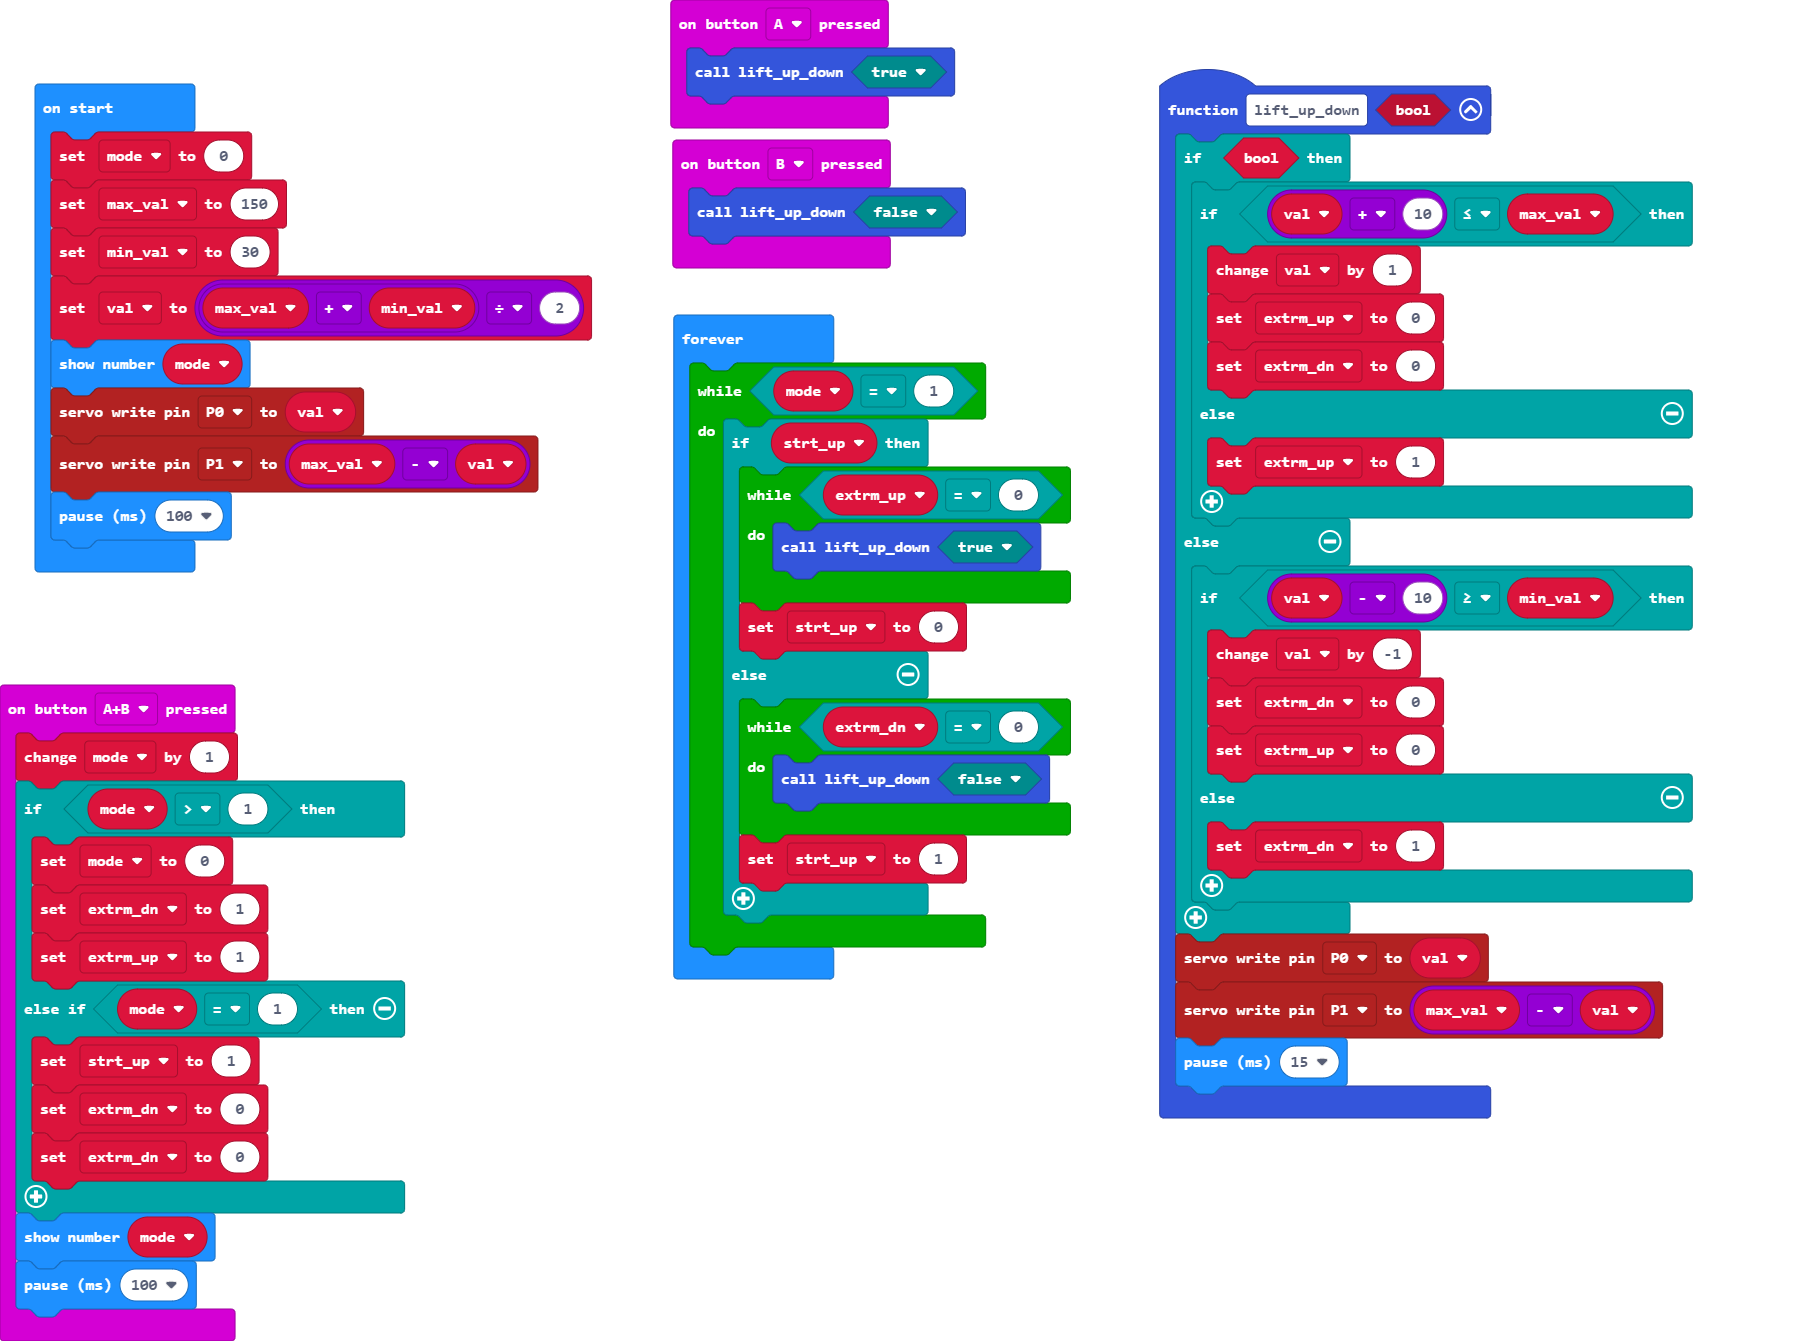 on start
set mode to 0
set max_val to 150
set min_val to 30
set val to max_val + min_val ÷ 2
show number mode
servo write pin P0 to val
servo write pin P1 to max_val - val
pause (ms) 100
on button A+B pressed
change mode by 1
if mode > 1 then
set mode to 0
set extrm_dn to 1
set extrm_up to 1
else if mode = 1 then
set strt_up to 1
set extrm_dn to 0
set extrm_dn to 0
show number mode
pause (ms) 100
on button A pressed
call lift_up_down true
on button B pressed
call lift_up_down false
forever
while mode = 1
do
if strt_up then
while extrm_up = 0
do call lift_up_down true
set strt_up to 0
else
while extrm_dn = 0
do call lift_up_down false
set strt_up to 1
function lift_up_down bool
if bool then
if val + 10 ≤ max_val then
change val by 1
set extrm_up to 0
set extrm_dn to 0
else
set extrm_up to 1
else
if val - 10 ≥ min_val then
change val by -1
set extrm_dn to 0
set extrm_up to 0
else
set extrm_dn to 1
servo write pin P0 to val
servo write pin P1 to max_val - val
pause (ms) 15